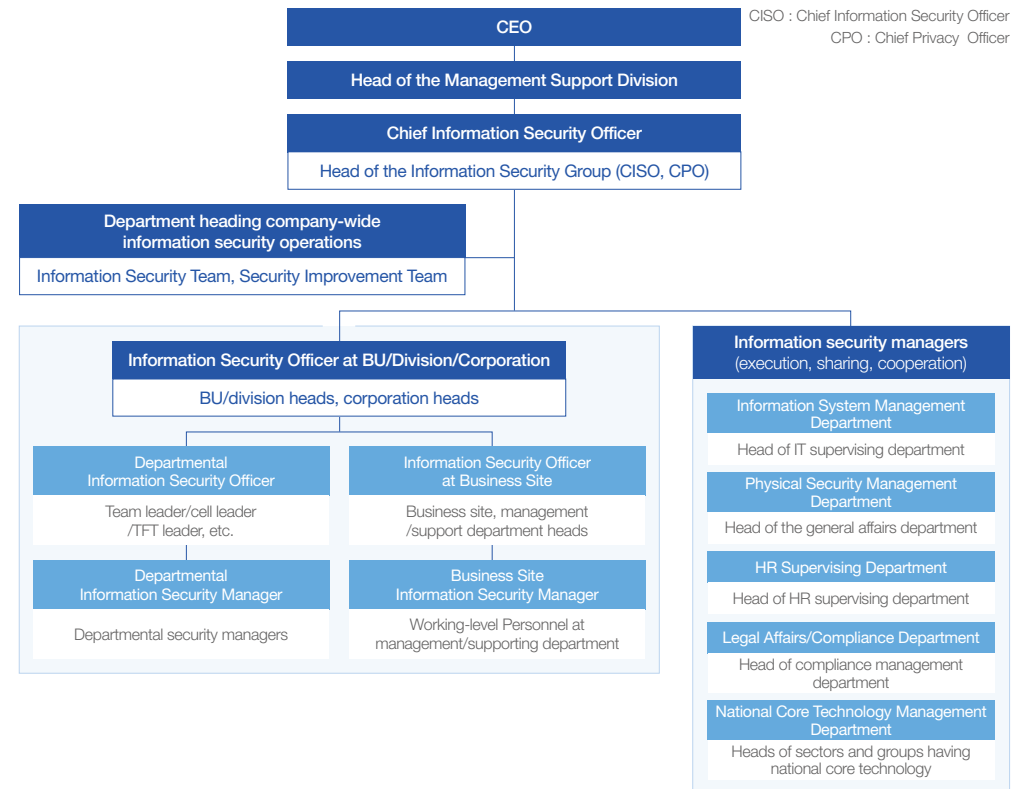 CEO
CISO : Chief Information Security Officer
CPO : Chief Privacy Officer
Head of the Management Support Division
Chief Information Security Officer
Head of the Information Security Group (CISO, CPO)
Department heading company-wide
information security operations
Information Security Team, Security Improvement Team
Information Security Officer at BU/Division/Corporation
BU/division heads, corporation heads
Departmental
Information Security Officer
Team leader/cell leader
/TFT leader, etc.
Departmental
Information Security Manager
Departmental security managers
Information Security Officer
at Business Site
Business site, management
/support department heads
Business Site
Information Security Manager
Working-level Personnel at
management/supporting department
Information security managers
(execution, sharing, cooperation)
Information System Management
Department
Head of IT supervising department
Physical Security Management
Department
Head of the general affairs department
HR Supervising Department
Head of HR supervising department
Legal Affairs/Compliance Department
Head of compliance management
department
National Core Technology Management
Department
Heads of sectors and groups having
national core technology